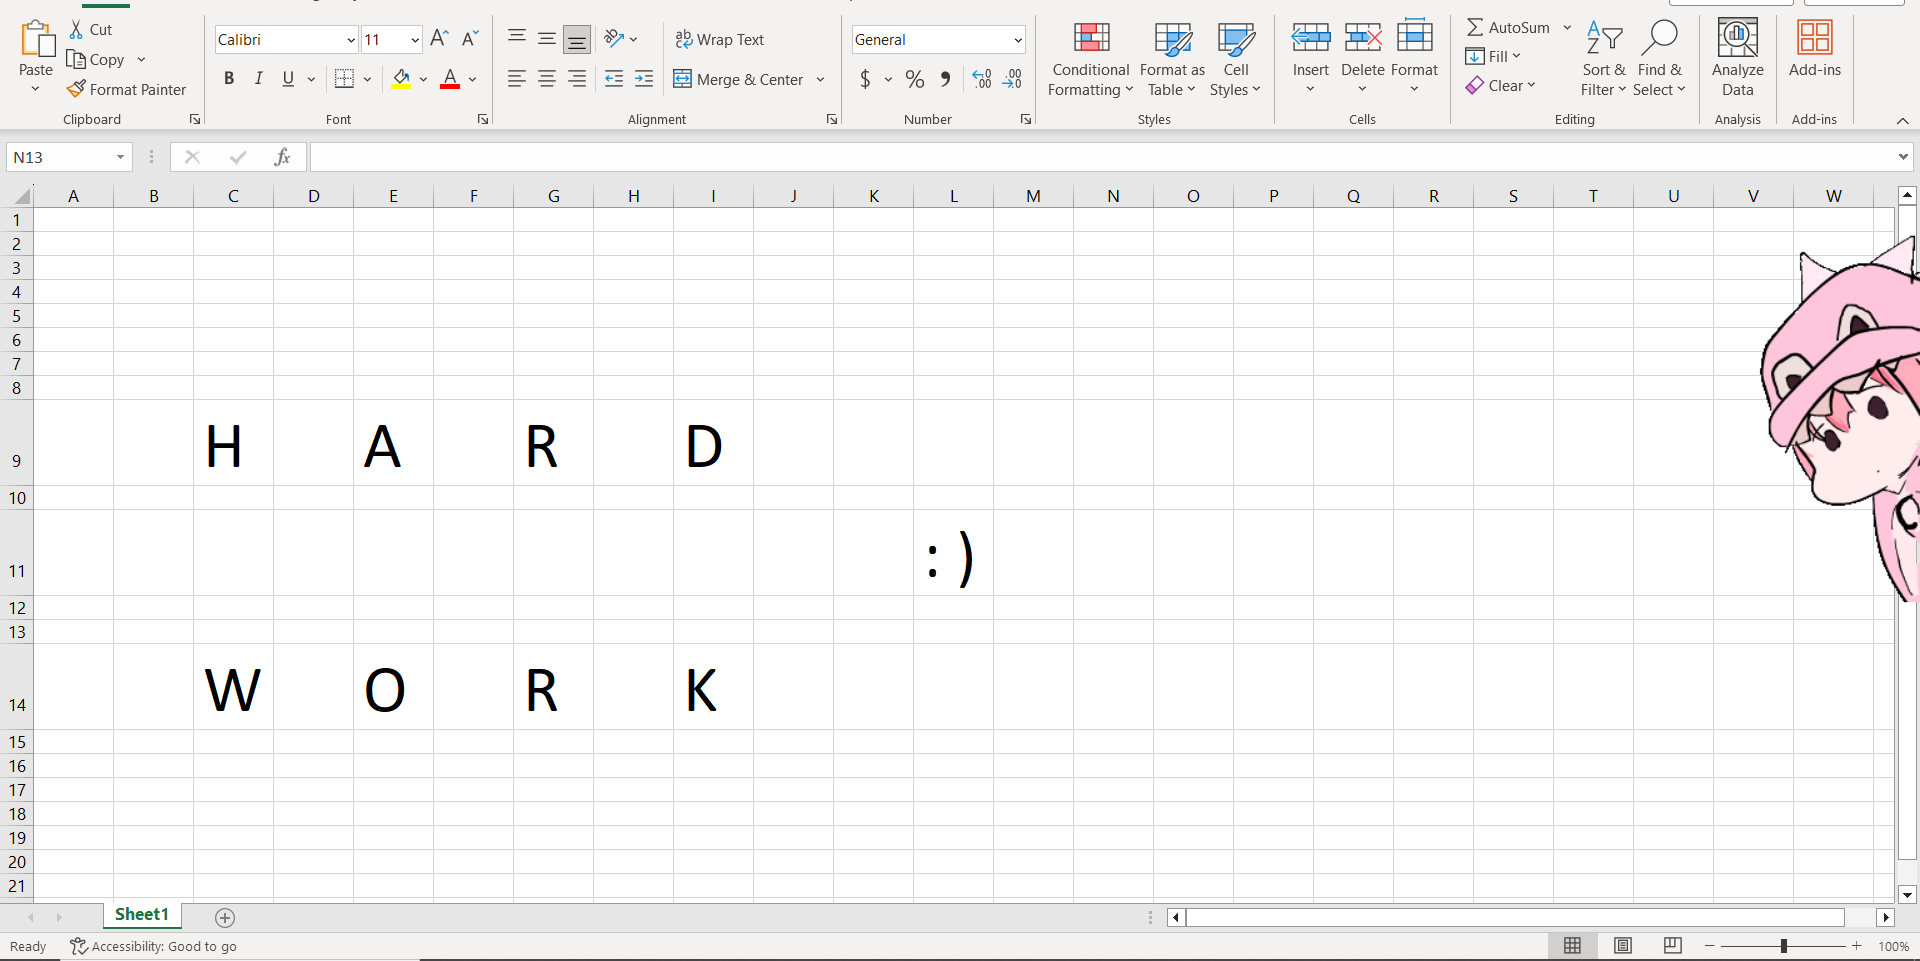 Cut
Copy
Format Painter
Paste
Clipboard
Calibri
11
B I U
A
Font
ab
Wrap Text
Merge & Center
Alignment
General
$ % ,
Number
Conditional Formatting
Format as Table
Cell Styles
Styles
Insert
Delete
Format
Cells
AutoSum
Fill
Clear
Sort & Filter
Find & Select
Editing
Analyze Data
Analysis
Add-ins
Add-ins
N13
fx
A B C D E F G H I J K L M N O P Q R S T U V W
1
2
3
4
5
6
7
8
9 H A R D
10
11 : )
12
13
14 W O R K
15
16
17
18
19
20
21
Sheet1
Ready
Accessibility: Good to go
100%